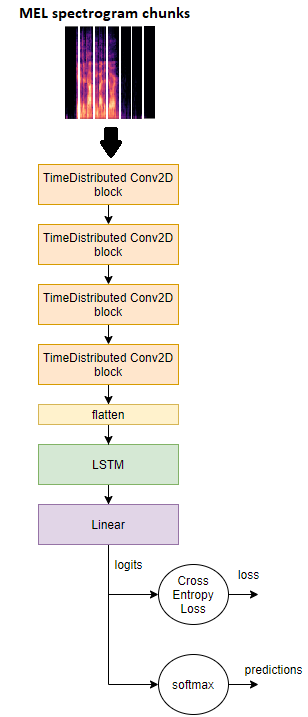 MEL spectrogram chunks
TimeDistributed Conv2D
block
TimeDistributed Conv2D
block
TimeDistributed Conv2D
block
TimeDistributed Conv2D
block
flatten
LSTM
Linear
logits
Cross
Entropy
Loss
loss
softmax
predictions